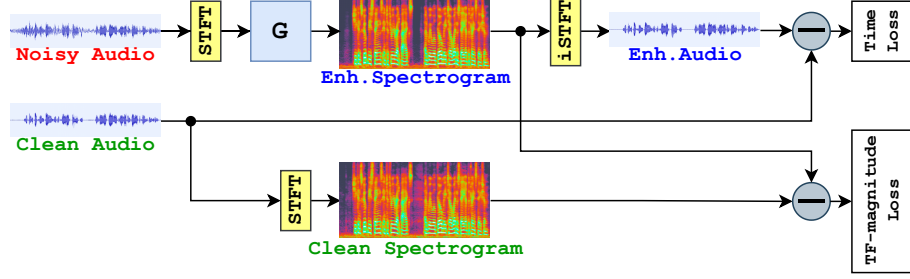 STFT
G
iSTFT
Time
Loss
Noisy Audio
Enh.Spectrogram
Enh.Audio
Clean Audio
STFT
TF-magnitude
Loss
Clean Spectrogram